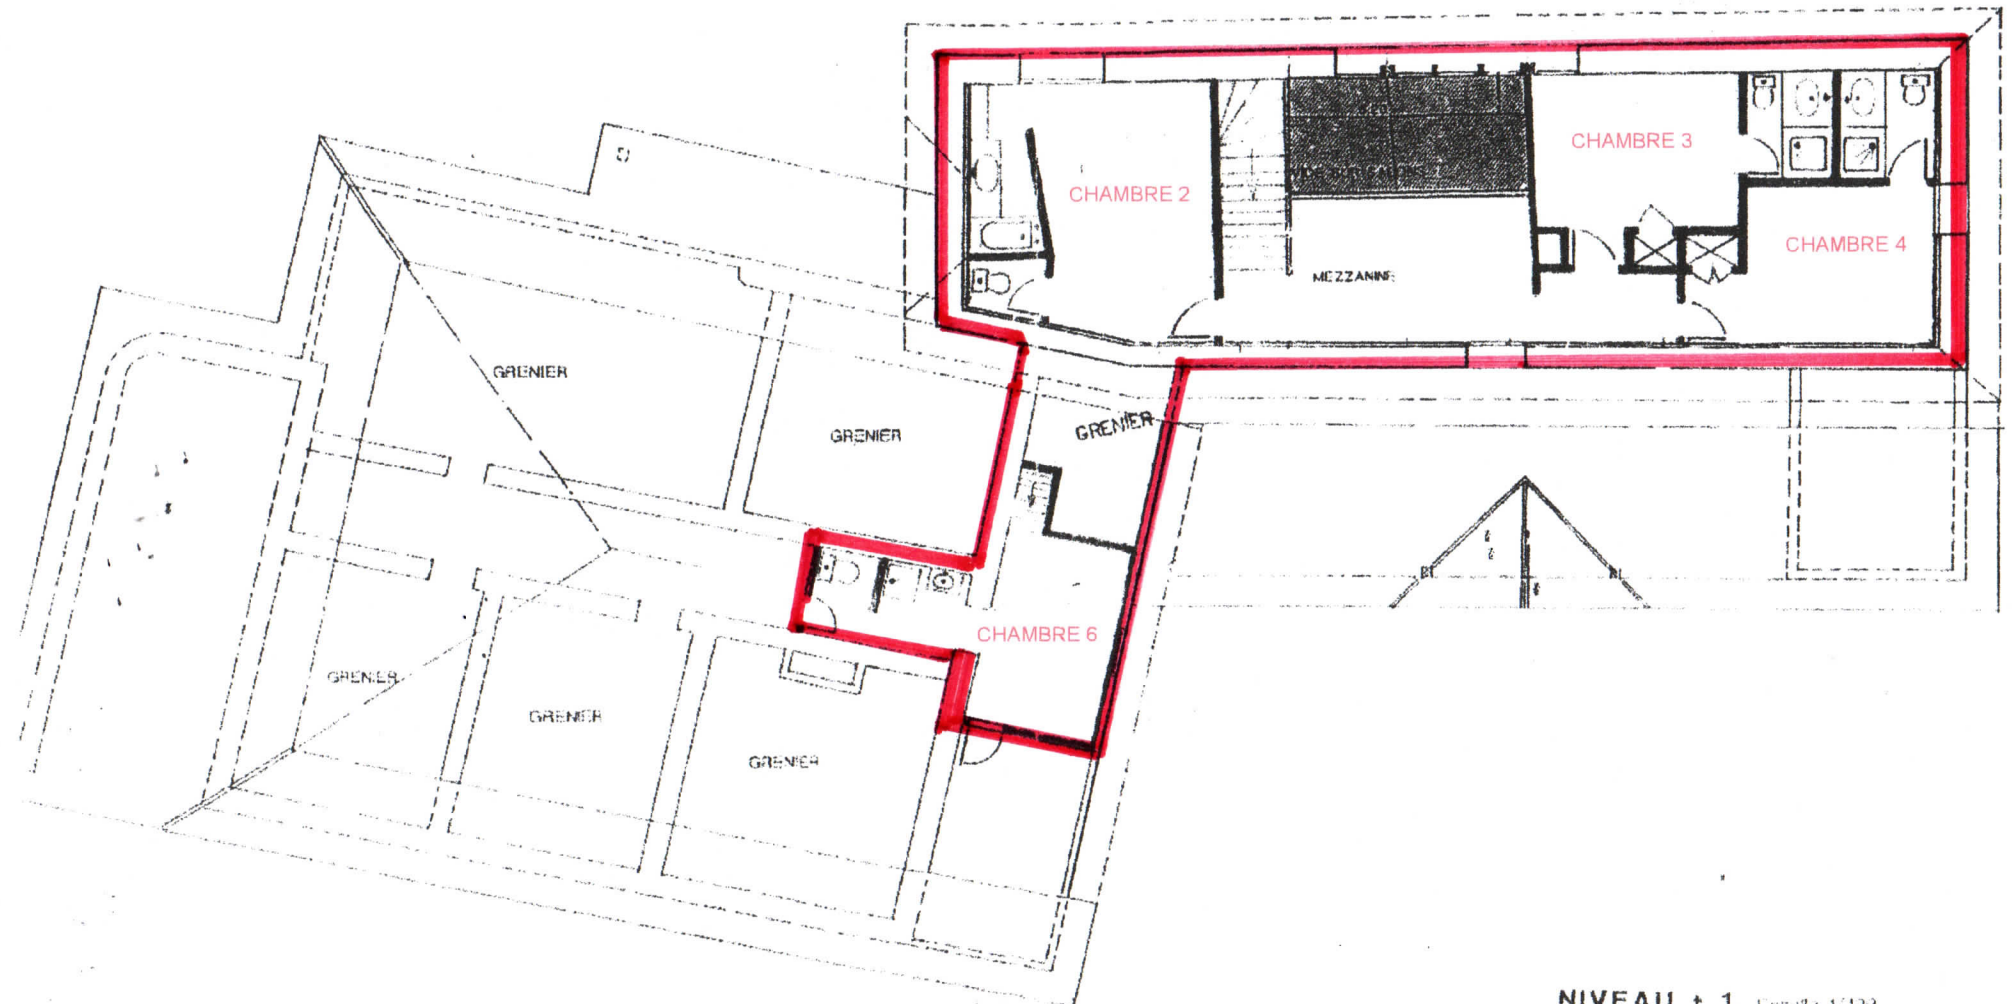 CHAMBRE 3
CHAMBRE 2
CHAMBRE 4
MEZZANINE
GRENIER
GRENIER
GRENIER
CHAMBRE 6
GRENIER
GRENIER
GRENIER
NIVEAU + 1